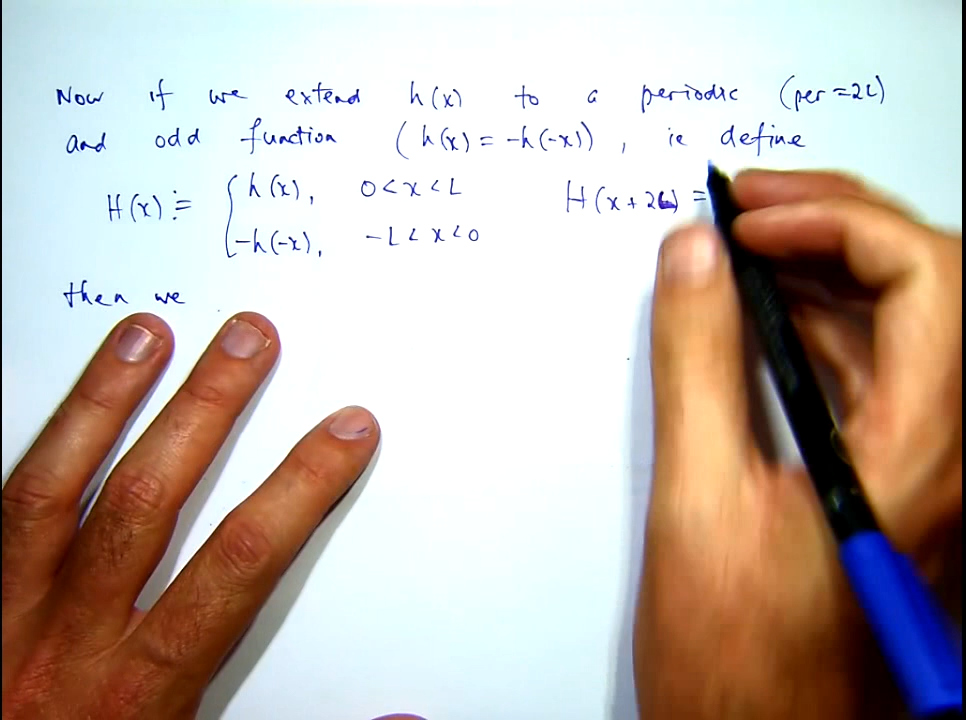 Now if we extend h(x) to a periodic (per=2L)
and odd function (h(x) = -h(-x)), ie define
H(x) := { h(x), 0<x<L H(x+2L) =
-h(-x), -L<x<0
then we